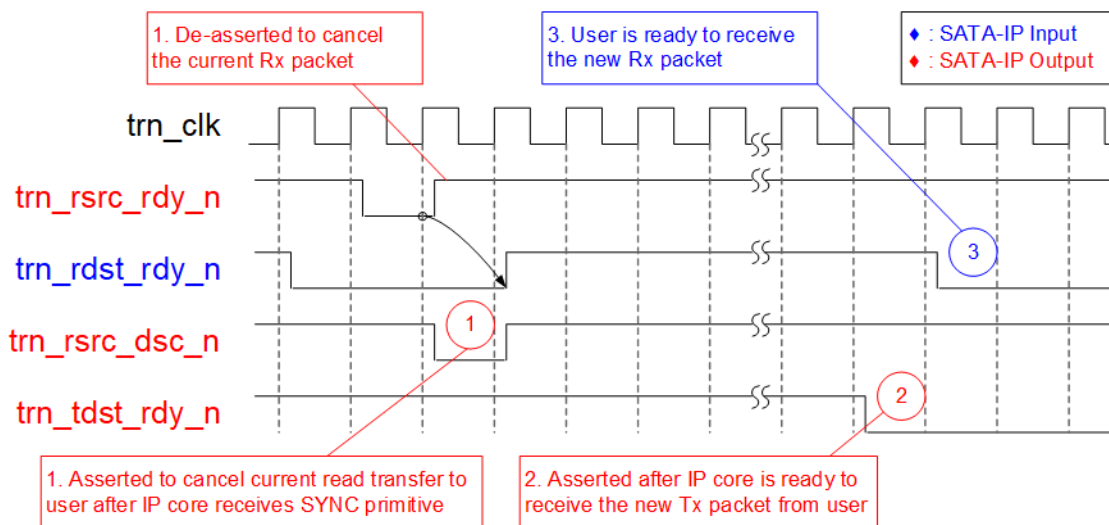 1. De-asserted to cancel
the current Rx packet
3. User is ready to receive
the new Rx packet
♦ : SATA-IP Input
♦ : SATA-IP Output
trn_clk
trn_rsrc_rdy_n
trn_rdst_rdy_n
3
trn_rsrc_dsc_n
1
trn_tdst_rdy_n
2
1. Asserted to cancel current read transfer to
user after IP core receives SYNC primitive
2. Asserted after IP core is ready to
receive the new Tx packet from user